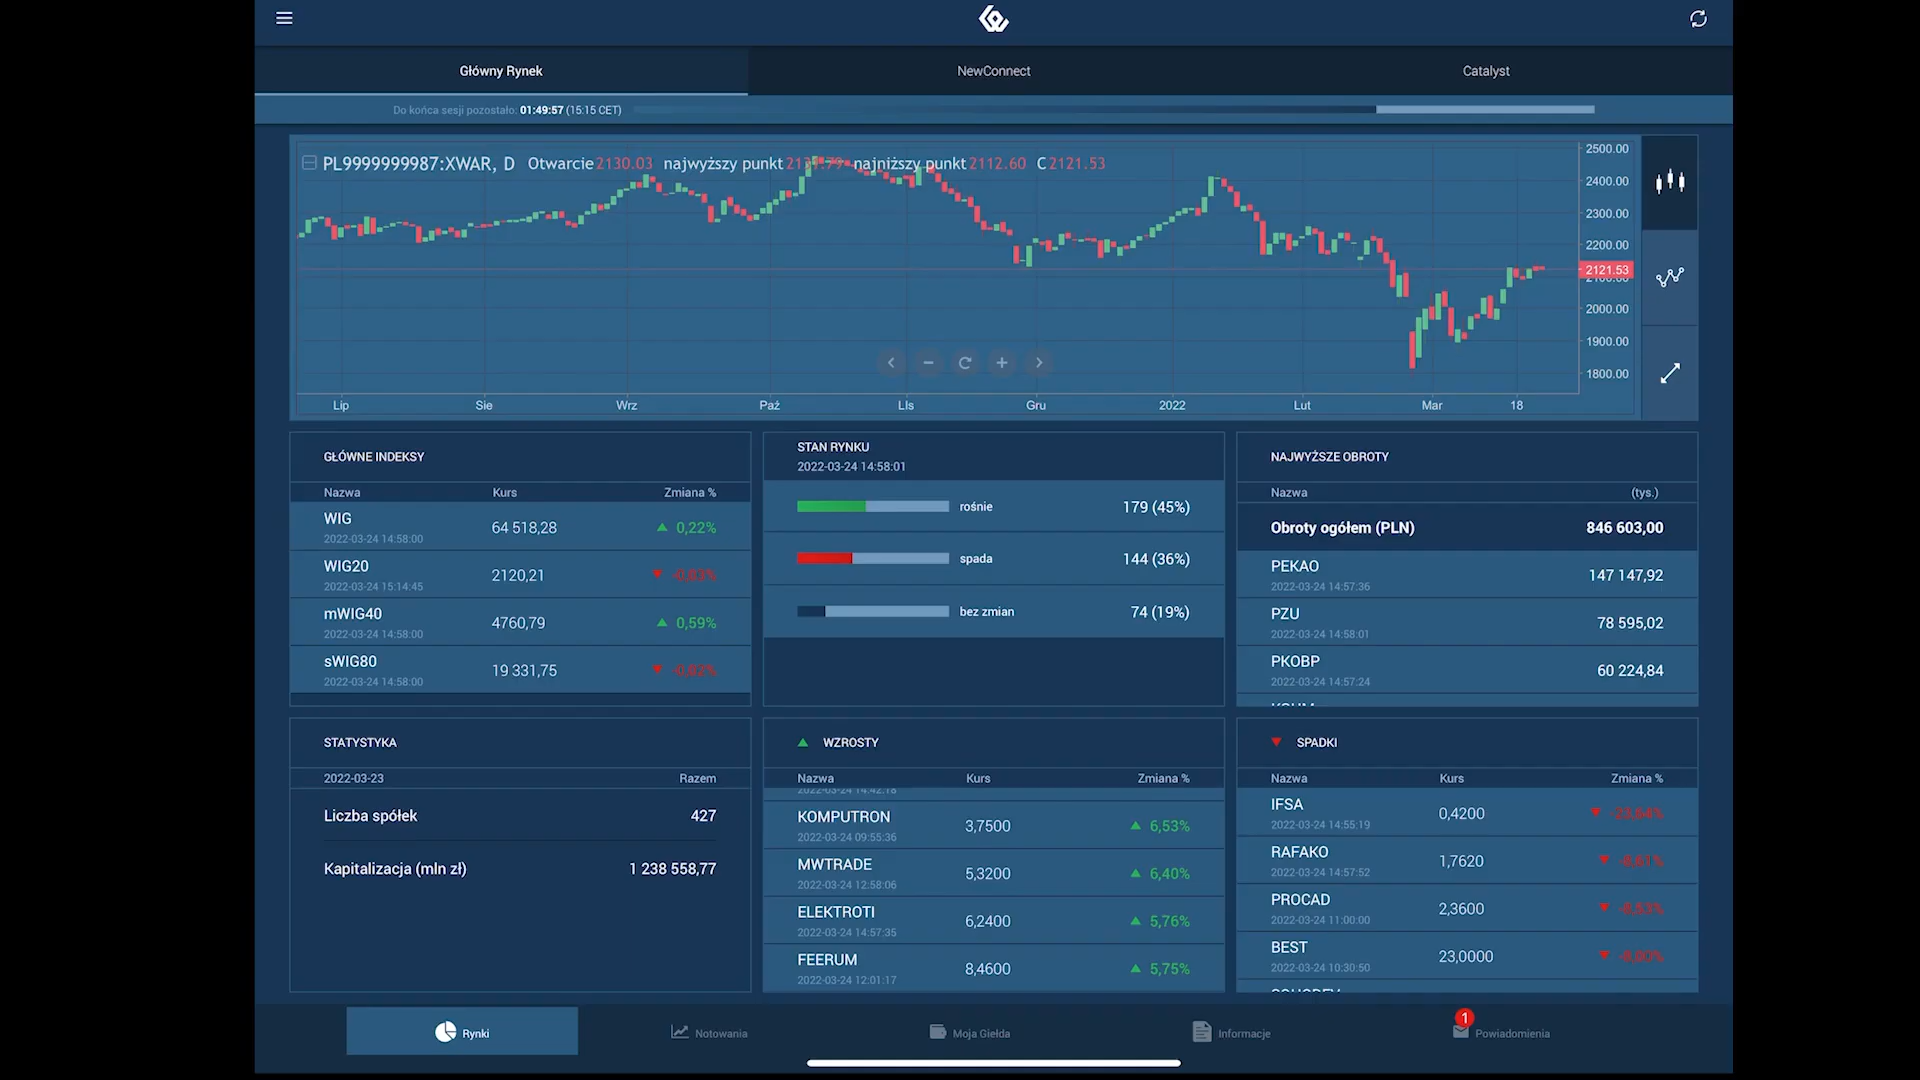 Główny Rynek
NewConnect
Catalyst
Do końca sesji pozostało: 01:49:57 (15:15 CET)
PL9999999987:XWAR, D Otwarcie 2130.03 najwyższy punkt najniższy punkt 2112.60 C 2121.53
2500.00
2400.00
2300.00
2200.00
2121.53
2100.00
2000.00
1900.00
1800.00
Lip Sie Wrz Paź Lis Gru 2022 Lut Mar 18
GŁÓWNE INDEKSY
Nazwa Kurs Zmiana %
WIG 64 518,28 0,22%
2022-03-24 14:58:00
WIG20 2120,21
2022-03-24 15:14:45
mWIG40 4760,79 0,59%
2022-03-24 14:58:00
sWIG80 19 331,75
2022-03-24 14:58:00
STAN RYNKU
2022-03-24 14:58:01
rośnie 179 (45%)
spada 144 (36%)
bez zmian 74 (19%)
NAJWYŻSZE OBROTY
Nazwa (tys.)
Obroty ogółem (PLN) 846 603,00
PEKAO 147 147,92
2022-03-24 14:57:36
PZU 78 595,02
2022-03-24 14:58:01
PKOBP 60 224,84
2022-03-24 14:57:24
STATYSTYKA
2022-03-23 Razem
Liczba spółek 427
Kapitalizacja (mln zł) 1 238 558,77
WZROSTY
Nazwa Kurs Zmiana %
2022-03-24 14:42:18
KOMPUTRON 3,7500 6,53%
2022-03-24 09:55:36
MWTRADE 5,3200 6,40%
2022-03-24 12:58:06
ELEKTROTI 6,2400 5,76%
2022-03-24 14:57:35
FEERUM 8,4600 5,75%
2022-03-24 12:01:17
SPADKI
Nazwa Kurs Zmiana %
IFSA 0,4200
2022-03-24 14:55:19
RAFAKO 1,7620
2022-03-24 14:57:52
PROCAD 2,3600
2022-03-24 11:00:00
BEST 23,0000
2022-03-24 10:30:50
Rynki
Notowania
Moja Giełda
Informacje
1
Powiadomienia